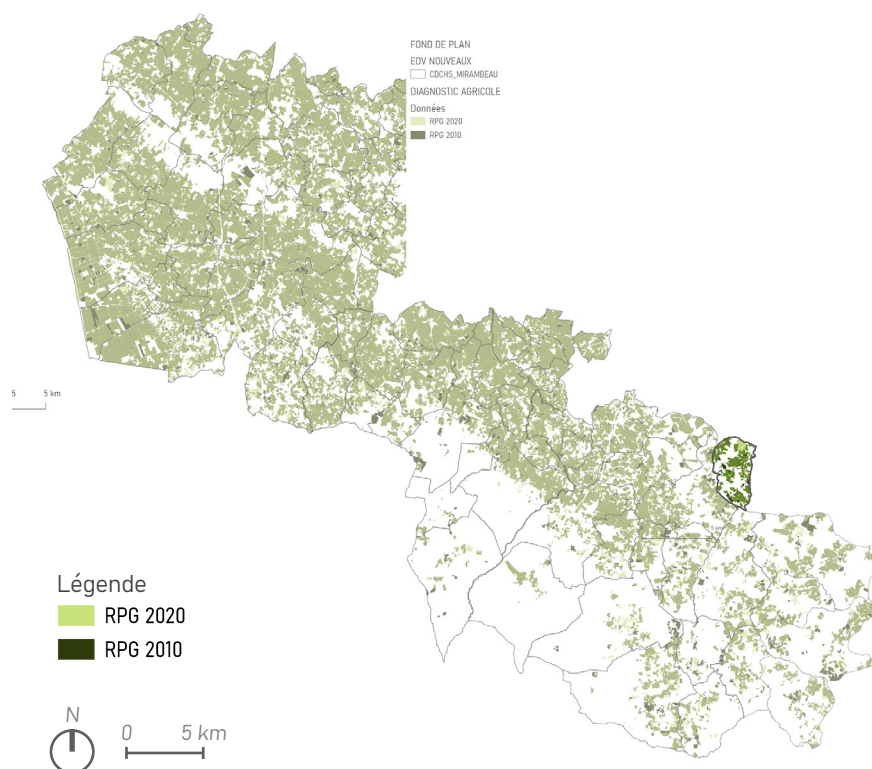 FOND DE PLAN
EDV NOUVEAUX
CDCHS_MIRAMBEAU
DIAGNOSTIC AGRICOLE
Données
RPG 2020
RPG 2010
5 5 km
Légende
RPG 2020
RPG 2010
N
0 5 km